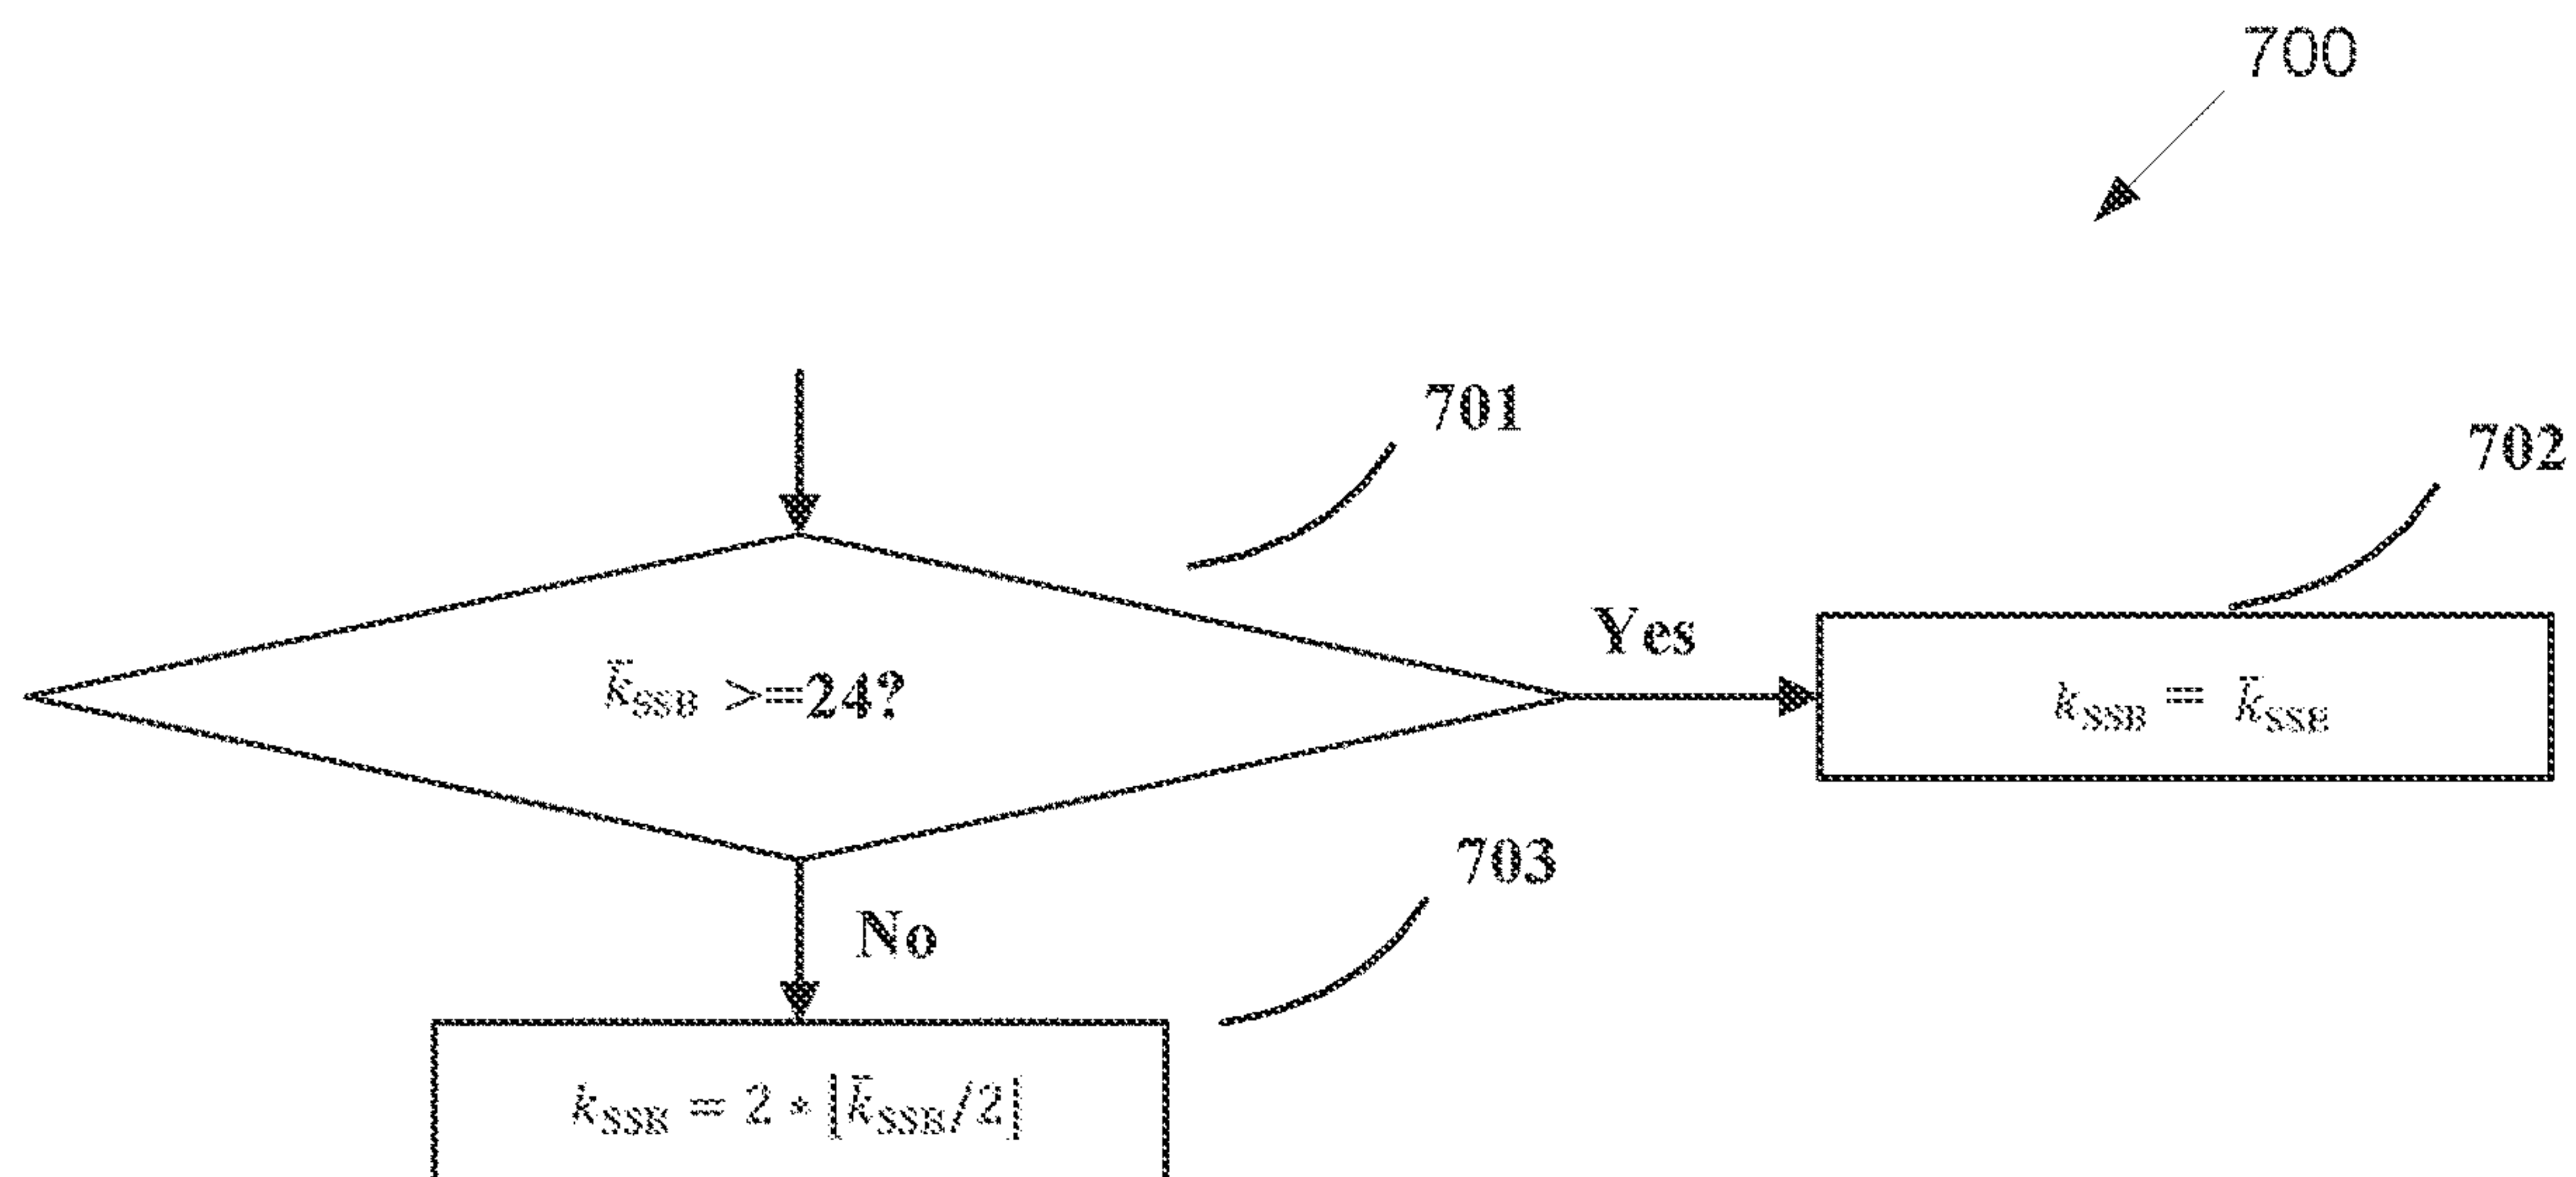 700
701
702
k̄SSB >=24?
Yes
kSSB = k̄SSB
703
No
kSSB = 2 * ⌊k̄SSB/2⌋